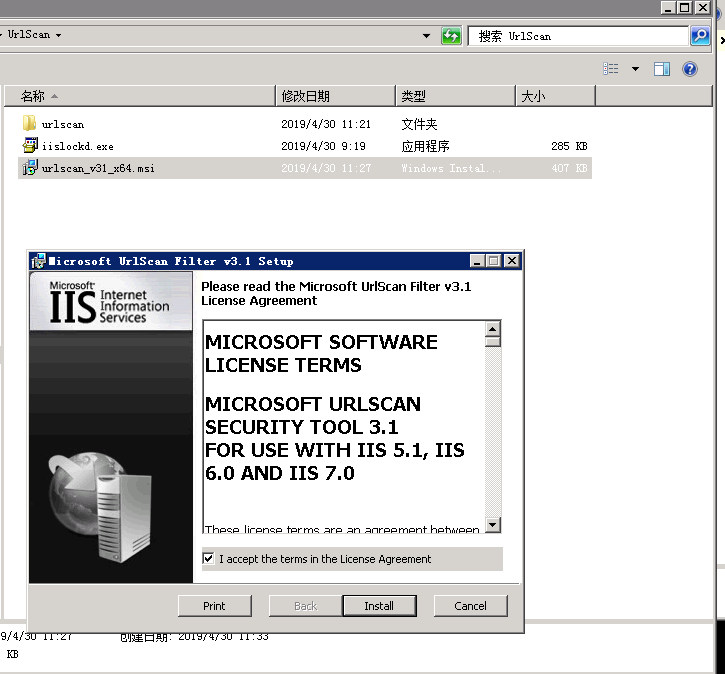 UrlScan
搜索 UrlScan
名称 修改日期 类型 大小
urlscan 2019/4/30 11:21 文件夹
iislockd.exe 2019/4/30 9:19 应用程序 285 KB
urlscan_v31_x64.msi 2019/4/30 11:27 Windows Instal... 407 KB
Microsoft UrlScan Filter v3.1 Setup
Microsoft
IIS Internet
Information
Services
Please read the Microsoft UrlScan Filter v3.1
License Agreement
MICROSOFT SOFTWARE
LICENSE TERMS
MICROSOFT URLSCAN
SECURITY TOOL 3.1
FOR USE WITH IIS 5.1, IIS
6.0 AND IIS 7.0
These license terms are an agreement between
I accept the terms in the License Agreement
Print Back Install Cancel
9/4/30 11:27 创建日期: 2019/4/30 11:33
KB